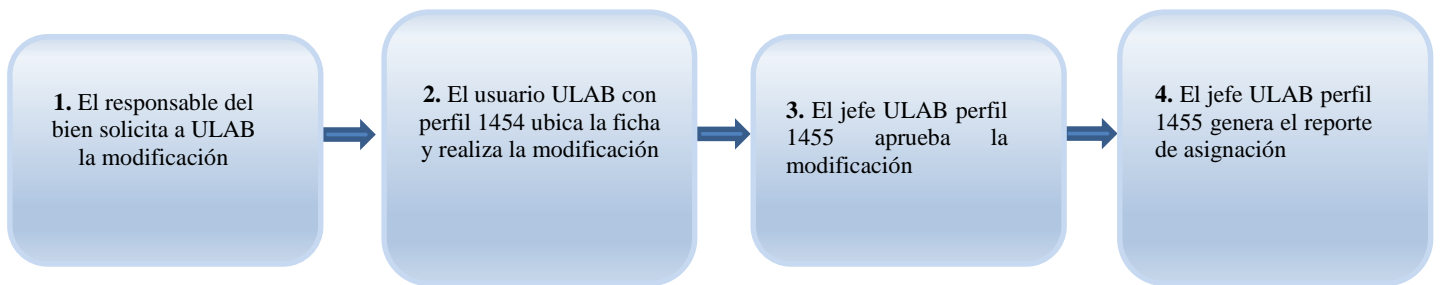 1. El responsable del
bien solicita a ULAB
la modificación
2. El usuario ULAB con
perfil 1454 ubica la ficha
y realiza la modificación
3. El jefe ULAB perfil
1455 aprueba la
modificación
4. El jefe ULAB perfil
1455 genera el reporte
de asignación